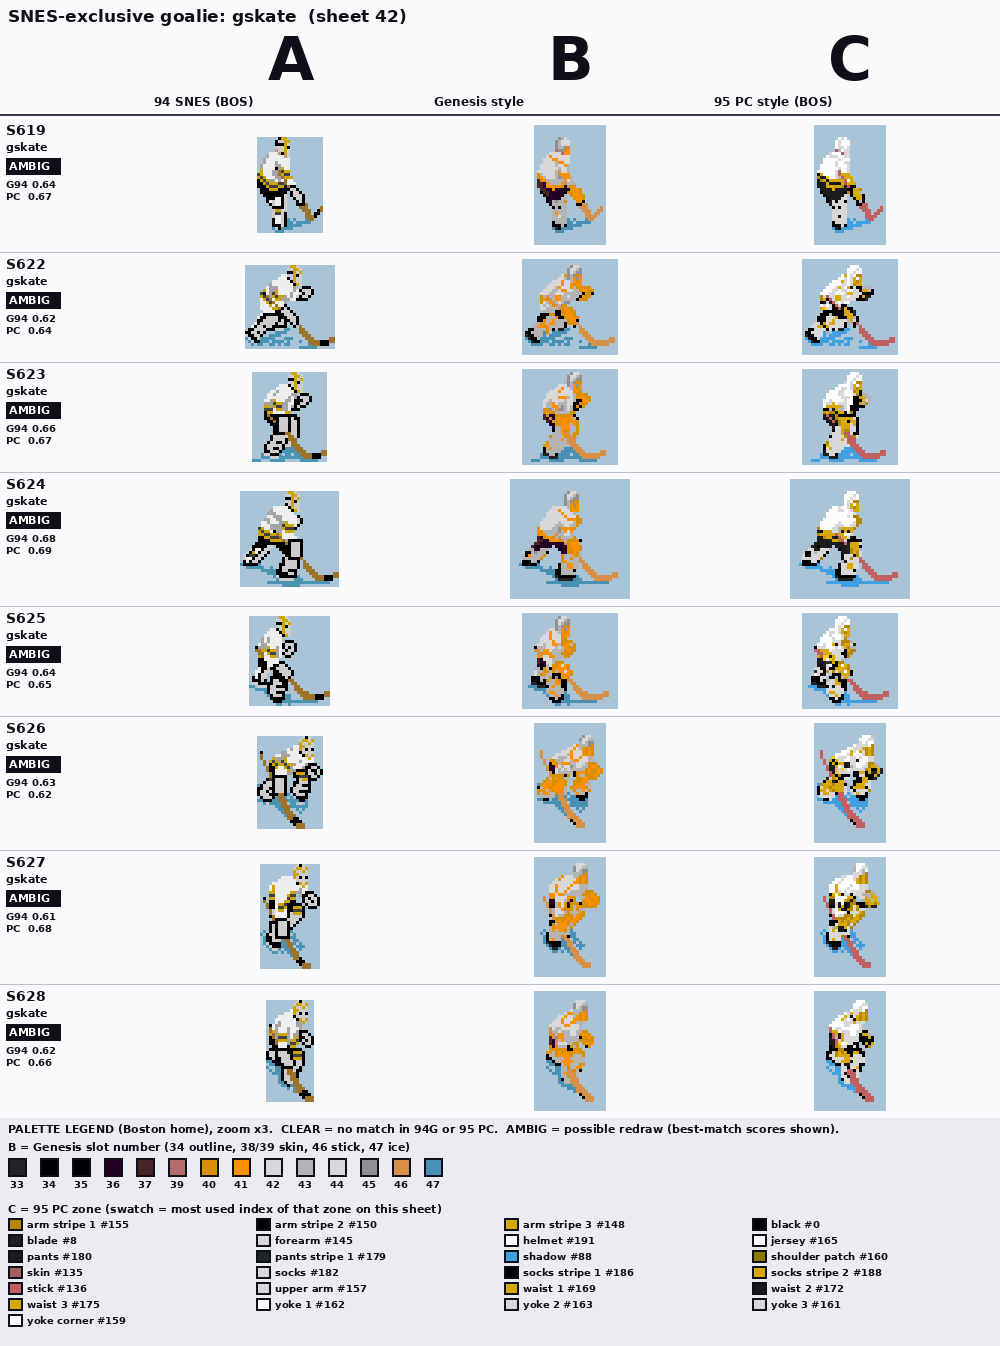 SNES-exclusive goalie: gskate (sheet 42)
A B C
94 SNES (BOS) Genesis style 95 PC style (BOS)
S619
gskate
AMBIG
G94 0.64
PC 0.67
S622
gskate
AMBIG
G94 0.62
PC 0.64
S623
gskate
AMBIG
G94 0.66
PC 0.67
S624
gskate
AMBIG
G94 0.68
PC 0.69
S625
gskate
AMBIG
G94 0.64
PC 0.65
S626
gskate
AMBIG
G94 0.63
PC 0.62
S627
gskate
AMBIG
G94 0.61
PC 0.68
S628
gskate
AMBIG
G94 0.62
PC 0.66
PALETTE LEGEND (Boston home), zoom x3. CLEAR = no match in 94G or 95 PC. AMBIG = possible redraw (best-match scores shown).
B = Genesis slot number (34 outline, 38/39 skin, 46 stick, 47 ice)
33 34 35 36 37 39 40 41 42 43 44 45 46 47
C = 95 PC zone (swatch = most used index of that zone on this sheet)
arm stripe 1 #155 arm stripe 2 #150 arm stripe 3 #148 black #0
blade #8 forearm #145 helmet #191 jersey #165
pants #180 pants stripe 1 #179 shadow #88 shoulder patch #160
skin #135 socks #182 socks stripe 1 #186 socks stripe 2 #188
stick #136 upper arm #157 waist 1 #169 waist 2 #172
waist 3 #175 yoke 1 #162 yoke 2 #163 yoke 3 #161
yoke corner #159